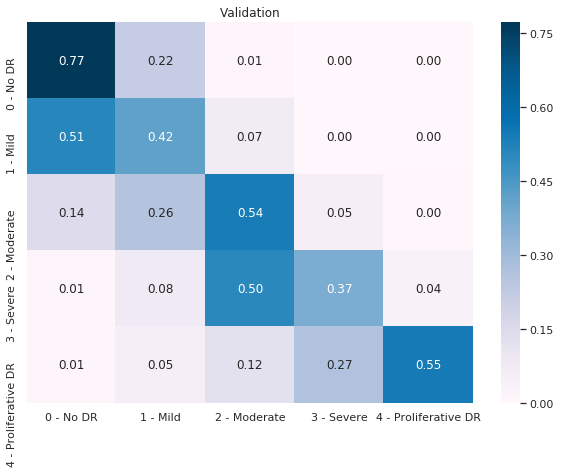 Validation
0 - No DR
0.77 0.22 0.01 0.00 0.00
1 - Mild
0.51 0.42 0.07 0.00 0.00
2 - Moderate
0.14 0.26 0.54 0.05 0.00
3 - Severe
0.01 0.08 0.50 0.37 0.04
4 - Proliferative DR
0.01 0.05 0.12 0.27 0.55
0 - No DR 1 - Mild 2 - Moderate 3 - Severe 4 - Proliferative DR
0.75
0.60
0.45
0.30
0.15
0.00